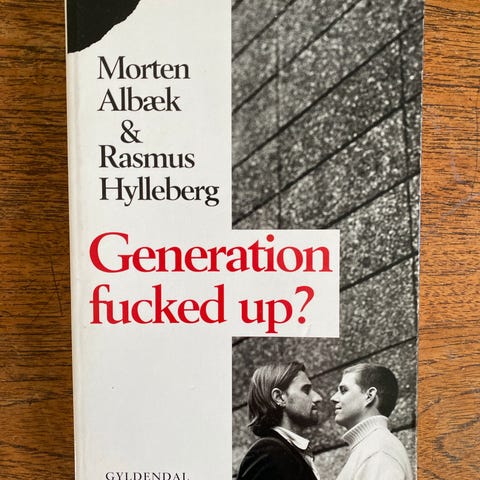 Morten
Albæk
&
Rasmus
Hylleberg
Generation
fucked up?
GYLDENDAL